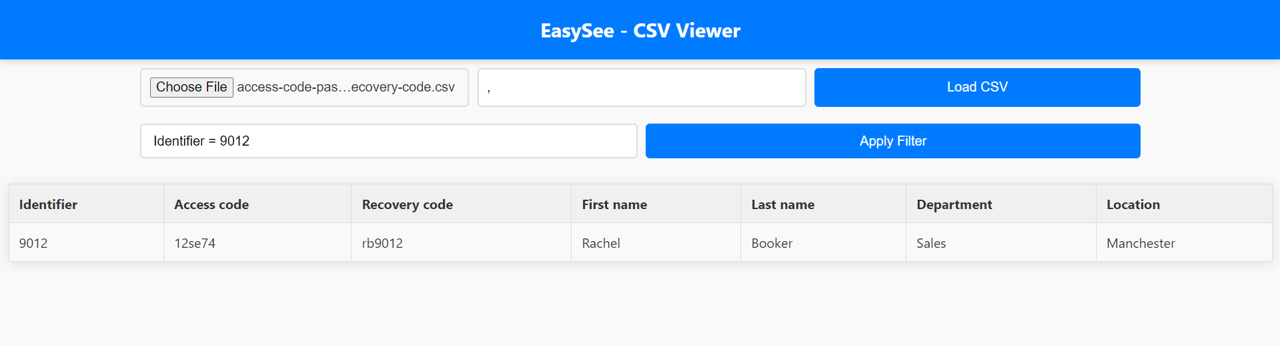 EasySee - CSV Viewer
Choose File access-code-pas...ecovery-code.csv , Load CSV
Identifier = 9012 Apply Filter
Identifier Access code Recovery code First name Last name Department Location
9012 12se74 rb9012 Rachel Booker Sales Manchester